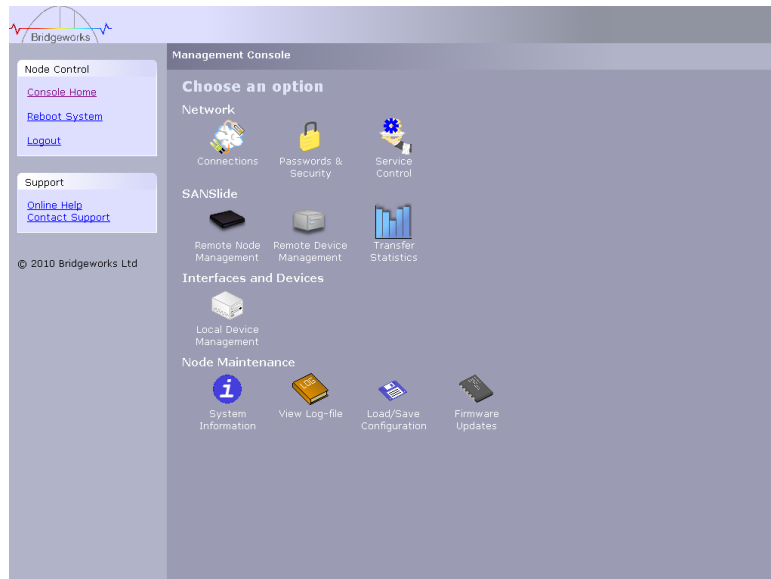 Bridgeworks
Node Control
Console Home
Reboot System
Logout
Support
Online Help
Contact Support
© 2010 Bridgeworks Ltd
Management Console
Choose an option
Network
Connections
Passwords &
Security
Service
Control
SANSlide
Remote Node
Management
Remote Device
Management
Transfer
Statistics
Interfaces and Devices
Local Device
Management
Node Maintenance
i
LOG
System
Information
View Log-file
Load/Save
Configuration
Firmware
Updates